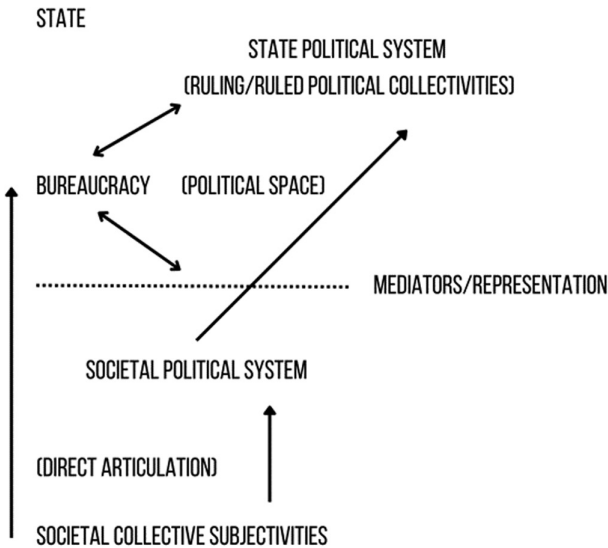 STATE
STATE POLITICAL SYSTEM
(RULING/RULED POLITICAL COLLECTIVITIES)
BUREAUCRACY (POLITICAL SPACE)
MEDIATORS/REPRESENTATION
SOCIETAL POLITICAL SYSTEM
(DIRECT ARTICULATION)
SOCIETAL COLLECTIVE SUBJECTIVITIES